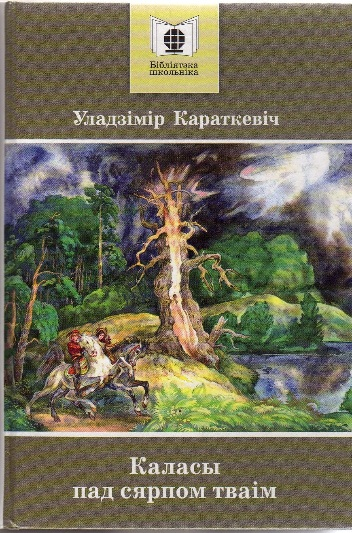 Бібліятэка
школьніка
Уладзімір Караткевіч
Каласы
пад сярпом тваім